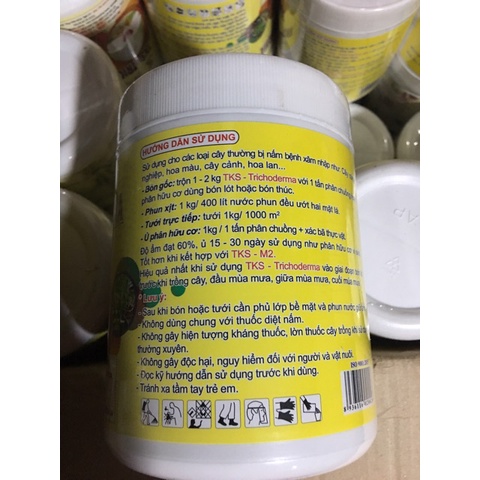 HƯỚNG DẪN SỬ DỤNG
Sử dụng cho các loại cây thường bị nấm bệnh xâm nhập như: Cây
nghiệp, hoa màu, cây cảnh, hoa lan...
- Bón gốc: trộn 1 - 2 kg TKS - Trichoderma với 1 tấn phân chuồng
phân hữu cơ dùng bón lót hoặc bón thúc.
- Phun xịt: 1 kg/ 400 lít nước phun đều ướt hai mặt lá.
- Tưới trực tiếp: tưới 1kg/ 1000 m²
- Ủ phân hữu cơ: 1kg / 1 tấn phân chuồng + xác bã thực vật.
Độ ẩm đạt 60%, ủ 15 - 30 ngày sử dụng như phân hữu cơ vi
Tốt hơn khi kết hợp với TKS - M2.
Hiệu quả nhất khi sử dụng TKS - Trichoderma vào giai đoạn
trước khi trồng cây, đầu mùa mưa, giữa mùa mưa, cuối mùa
* Lưu ý:
- Sau khi bón hoặc tưới cần phủ lớp bề mặt và phun nước
- Không dùng chung với thuốc diệt nấm.
- Không gây hiện tượng kháng thuốc, lờn thuốc cây trồng khi
thường xuyên.
- Không gây độc hại, nguy hiểm đối với người và vật nuôi.
- Đọc kỹ hướng dẫn sử dụng trước khi dùng.
- Tránh xa tầm tay trẻ em.